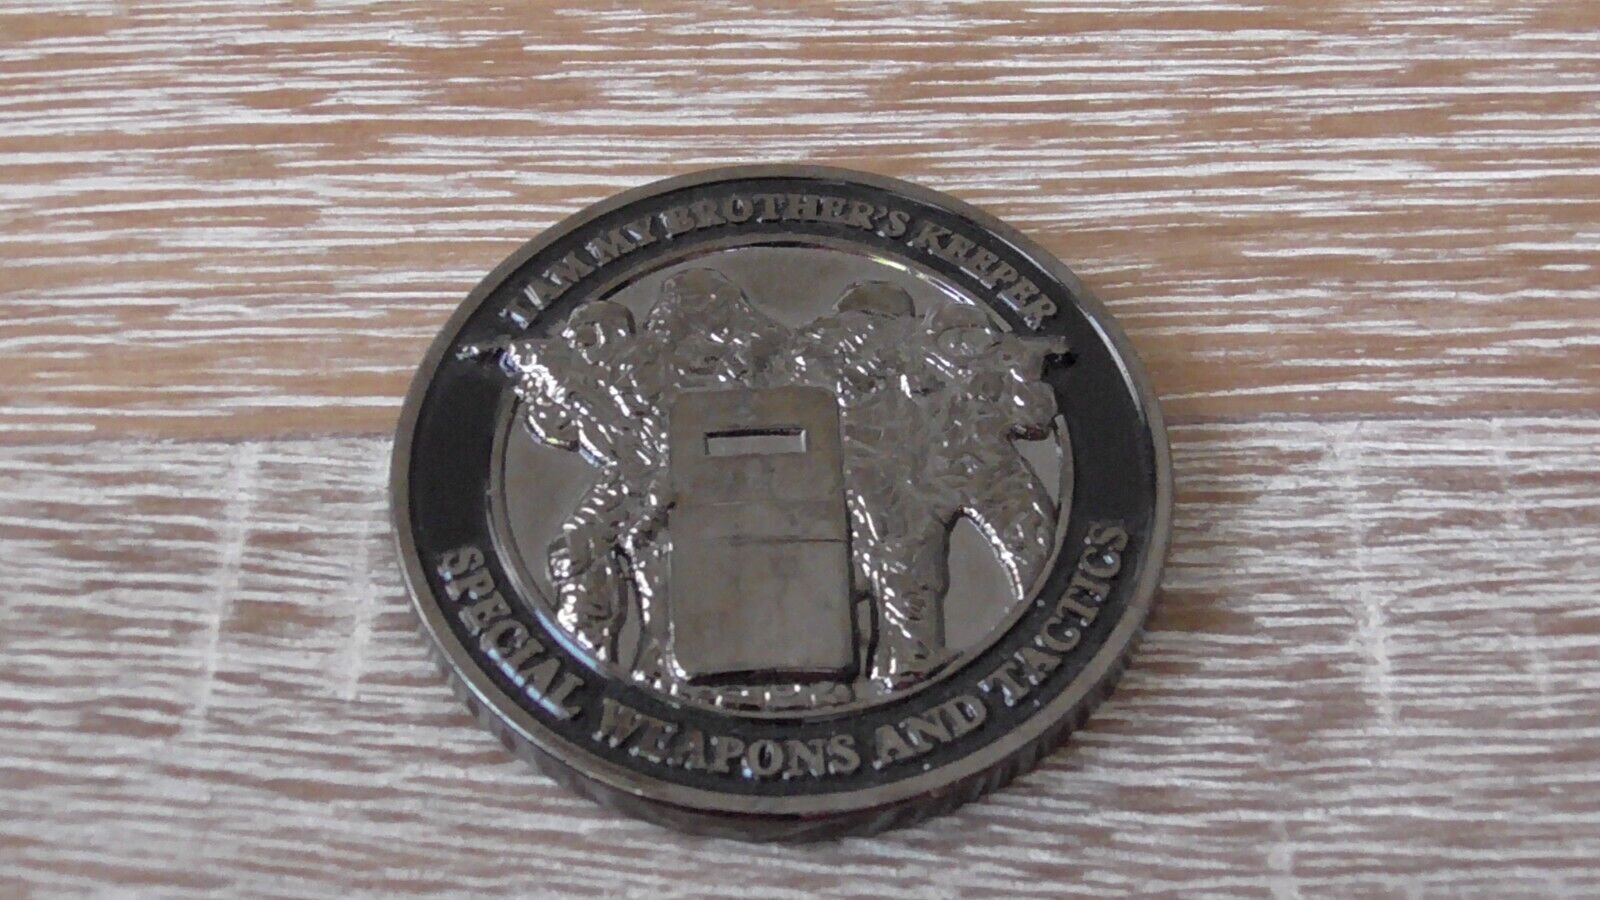 I AM MY BROTHER'S KEEPER
SPECIAL WEAPONS AND TACTICS